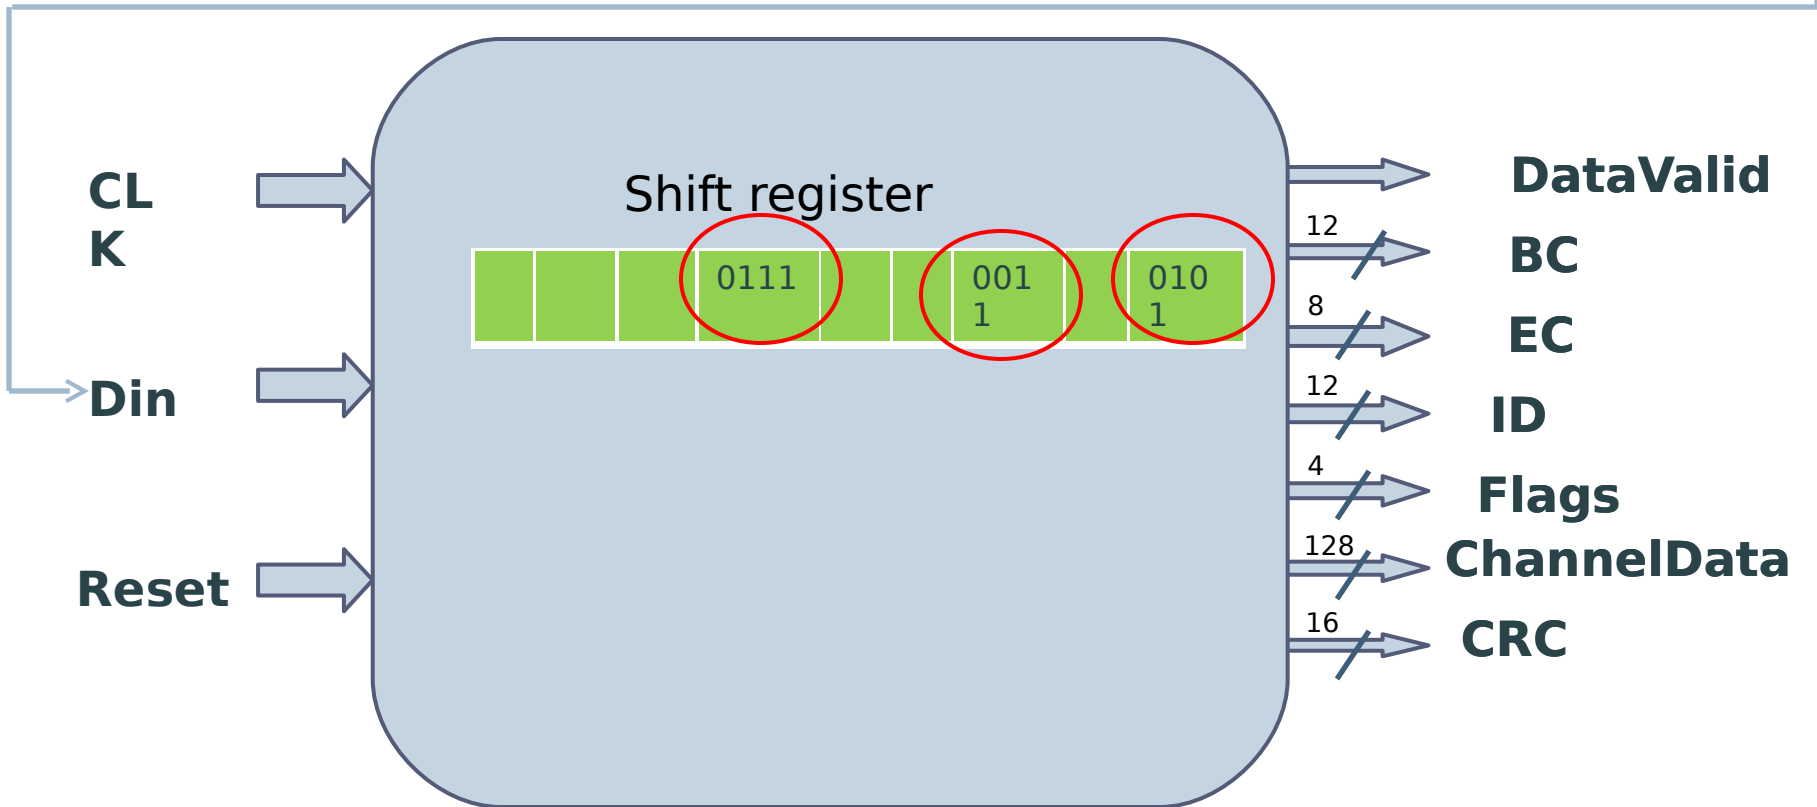 CL
K
Din
Reset
Shift register
0111
001
1
010
1
DataValid
12
BC
8
EC
12
ID
4
Flags
128
ChannelData
16
CRC